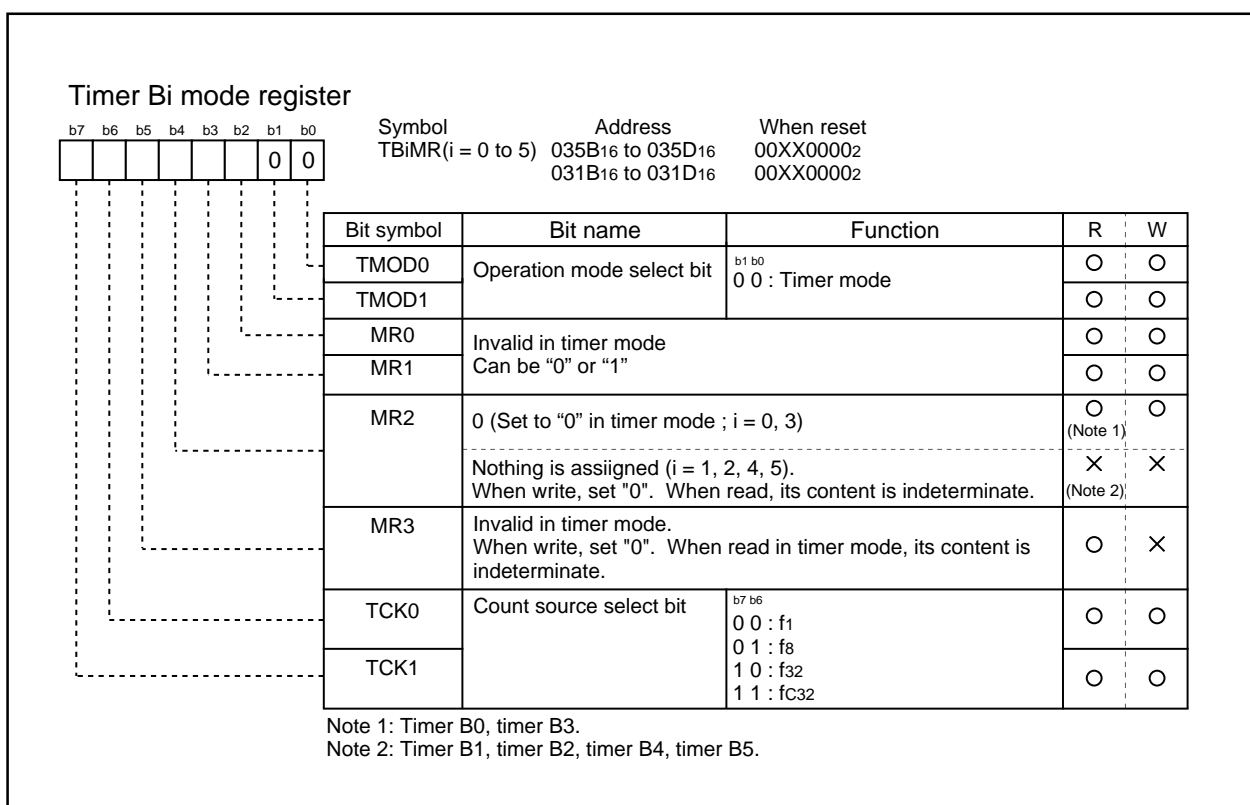 Timer Bi mode register
b7 b6 b5 b4 b3 b2 b1 b0
0 0
Symbol Address When reset
TBiMR(i = 0 to 5) 035B16 to 035D16 00XX00002
031B16 to 031D16 00XX00002
Bit symbol Bit name Function R W
TMOD0 Operation mode select bit b1 b0
0 0 : Timer mode
TMOD1
MR0 Invalid in timer mode
MR1 Can be “0” or “1”
MR2 0 (Set to “0” in timer mode ; i = 0, 3) (Note 1)
Nothing is assiigned (i = 1, 2, 4, 5).
When write, set "0". When read, its content is indeterminate. (Note 2)
MR3 Invalid in timer mode.
When write, set "0". When read in timer mode, its content is
indeterminate.
TCK0 Count source select bit b7 b6
0 0 : f1
0 1 : f8
TCK1 1 0 : f32
1 1 : fC32
Note 1: Timer B0, timer B3.
Note 2: Timer B1, timer B2, timer B4, timer B5.